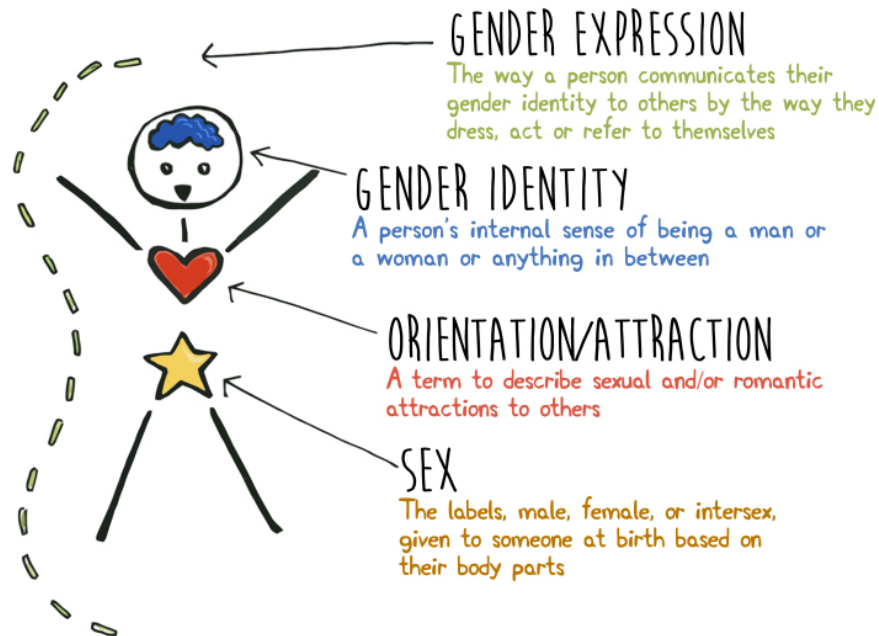 GENDER EXPRESSION
The way a person communicates their
gender identity to others by the way they
dress, act or refer to themselves
GENDER IDENTITY
A person's internal sense of being a man or
a woman or anything in between
ORIENTATION/ATTRACTION
A term to describe sexual and/or romantic
attractions to others
SEX
The labels, male, female, or intersex,
given to someone at birth based on
their body parts